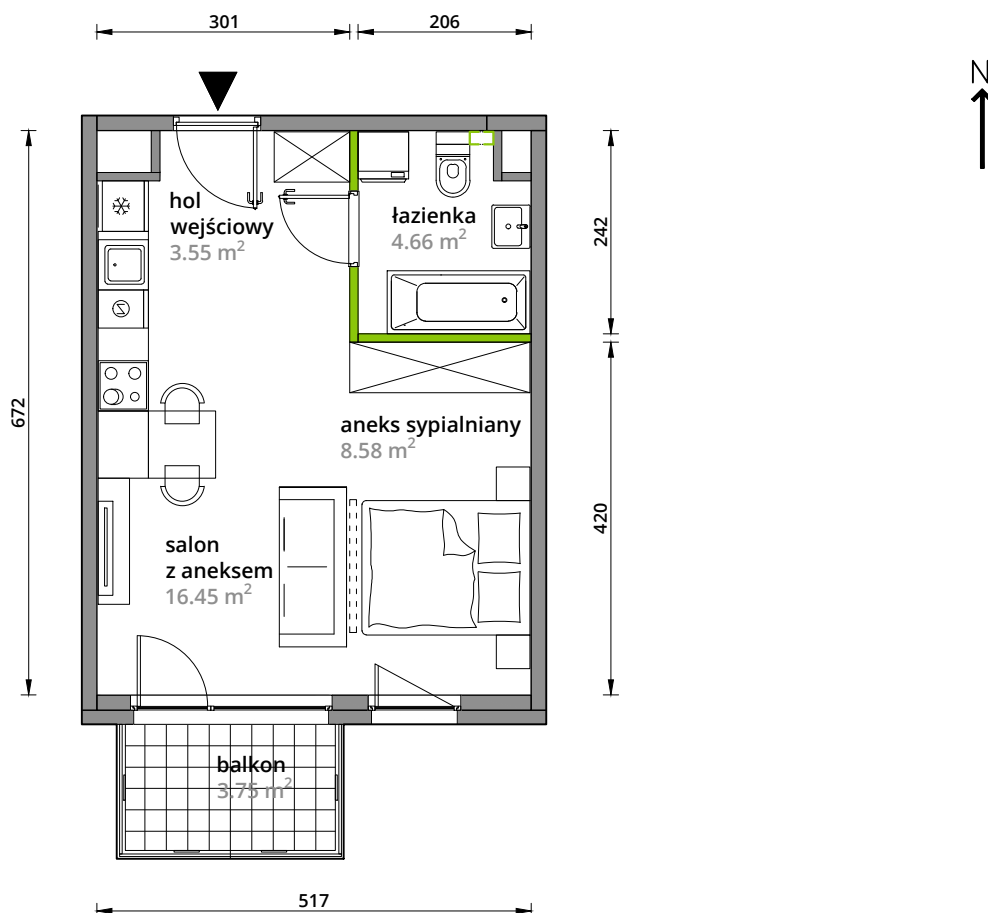 301
206
N
hol
wejściowy
3.55 m²
łazienka
4.66 m²
242
672
aneks sypialniany
8.58 m²
420
salon
z aneksem
16.45 m²
balkon
3.75 m²
517